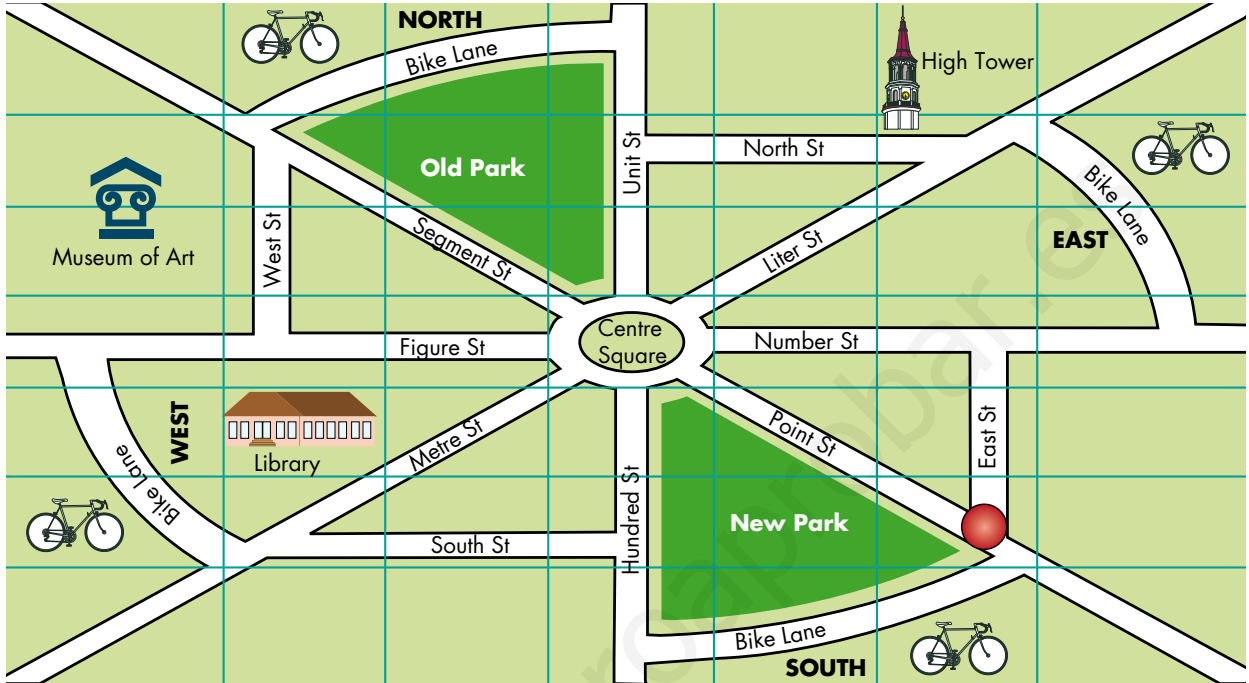 NORTH
Bike Lane
High Tower
Old Park
Unit St
North St
Bike Lane
Museum of Art
West St
Segment St
Liter St
EAST
Centre
Square
Figure St
Number St
WEST
Library
Bike Lane
Metre St
Hundred St
Point St
East St
New Park
South St
Bike Lane
SOUTH